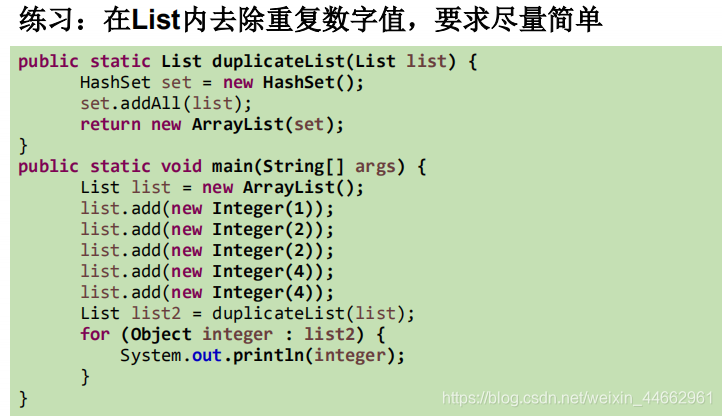 练习：在List内去除重复数字值，要求尽量简单
public static List duplicateList(List list) {
HashSet set = new HashSet();
set.addAll(list);
return new ArrayList(set);
}
public static void main(String[] args) {
List list = new ArrayList();
list.add(new Integer(1));
list.add(new Integer(2));
list.add(new Integer(2));
list.add(new Integer(4));
list.add(new Integer(4));
List list2 = duplicateList(list);
for (Object integer : list2) {
System.out.println(integer);
}
}
https://blog.csdn.net/weixin_44662961